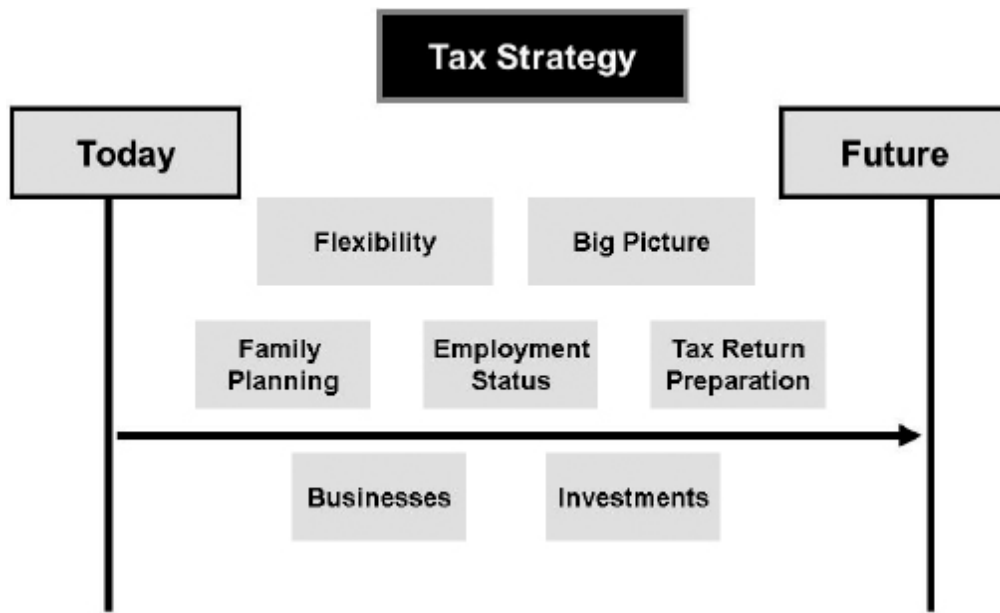 Tax Strategy
Today
Future
Flexibility
Big Picture
Family
Planning
Employment
Status
Tax Return
Preparation
Businesses
Investments